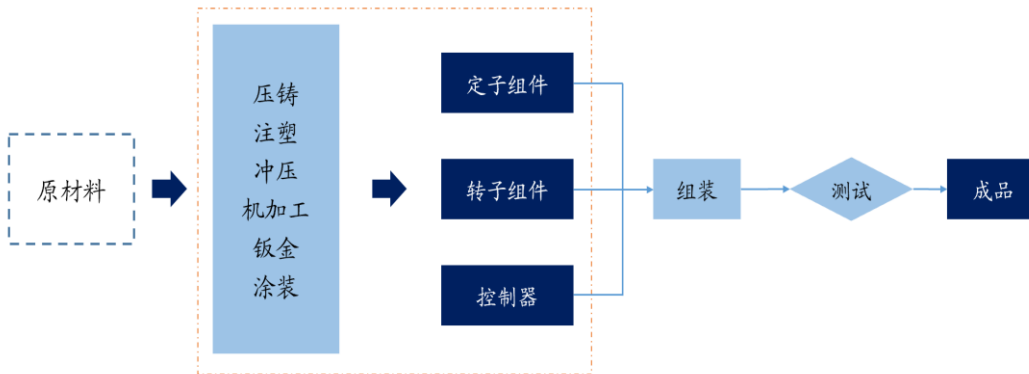 原材料
压铸
注塑
冲压
机加工
钣金
涂装
定子组件
转子组件
控制器
组装
测试
成品